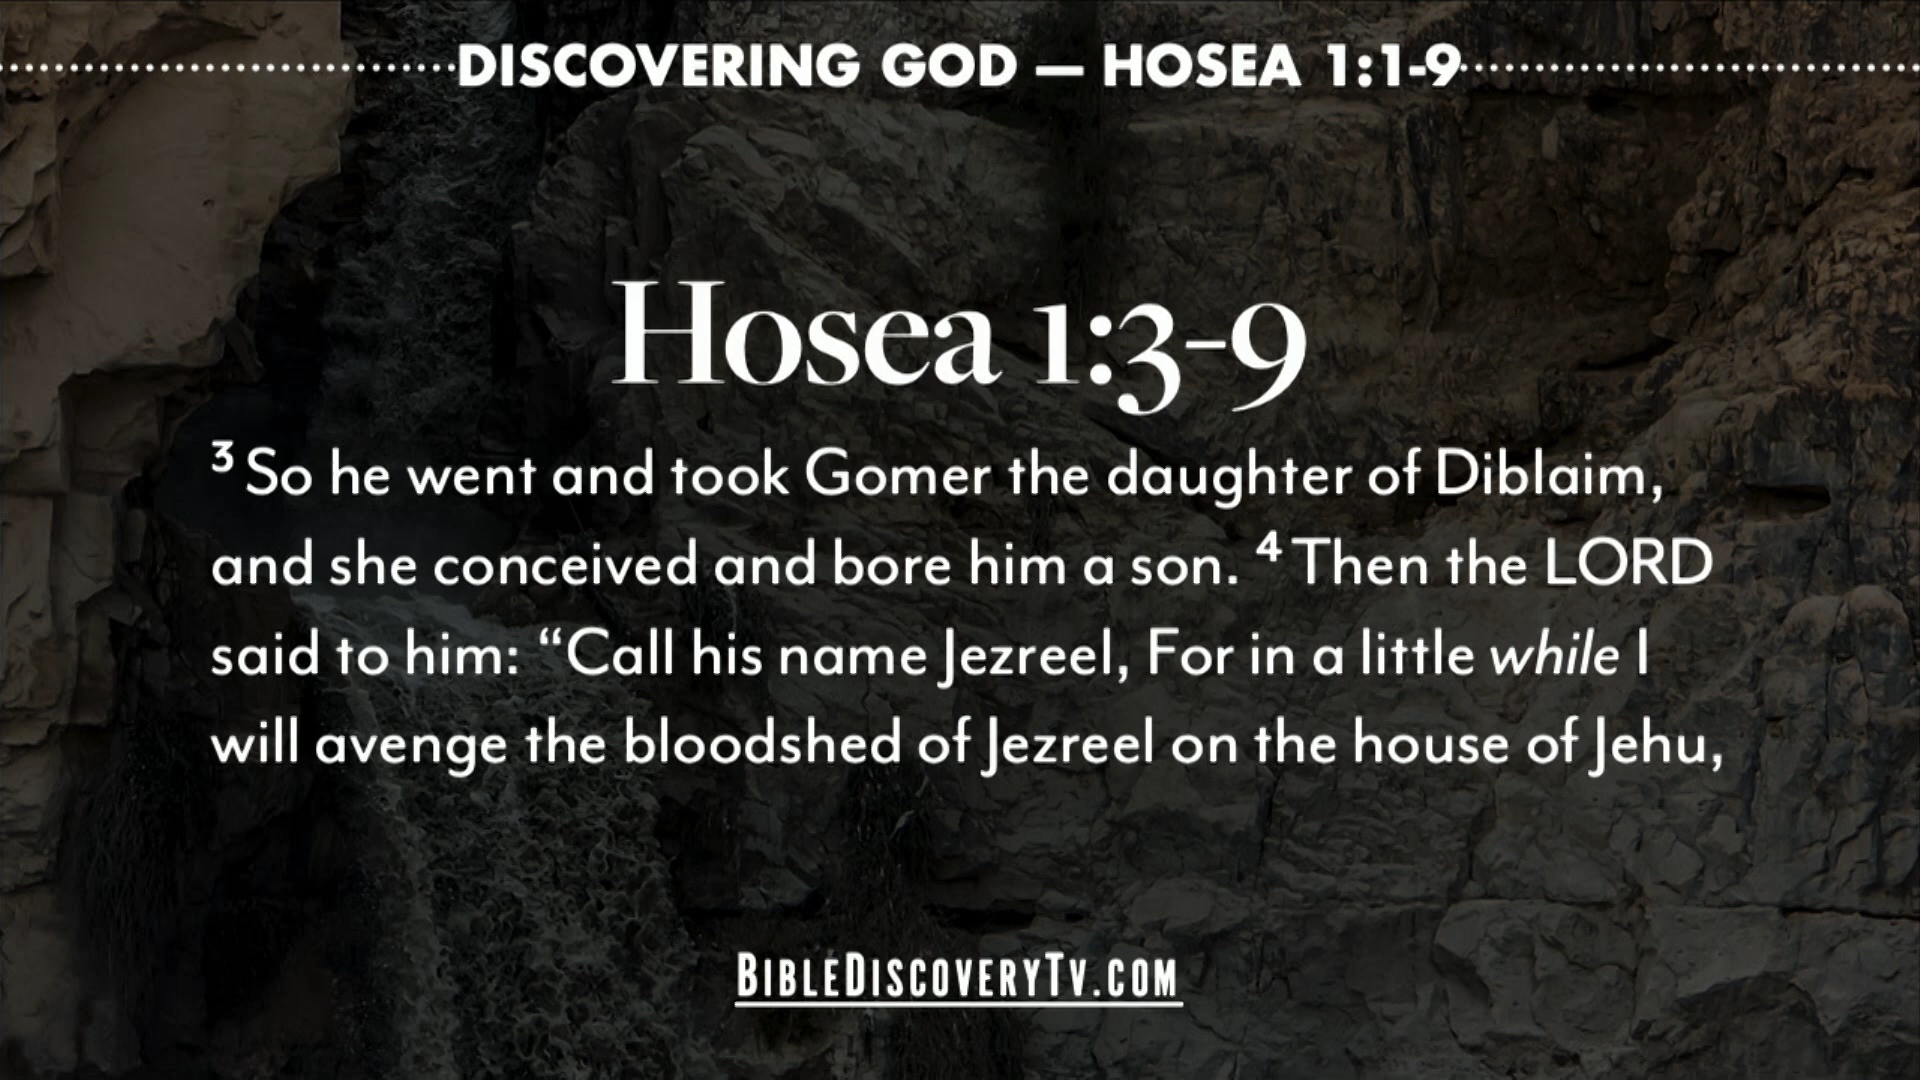 DISCOVERING GOD — HOSEA 1:1-9
Hosea 1:3-9
³ So he went and took Gomer the daughter of Diblaim,
and she conceived and bore him a son. ⁴ Then the LORD
said to him: “Call his name Jezreel, For in a little while I
will avenge the bloodshed of Jezreel on the house of Jehu,
BIBLEDISCOVERYTV.COM